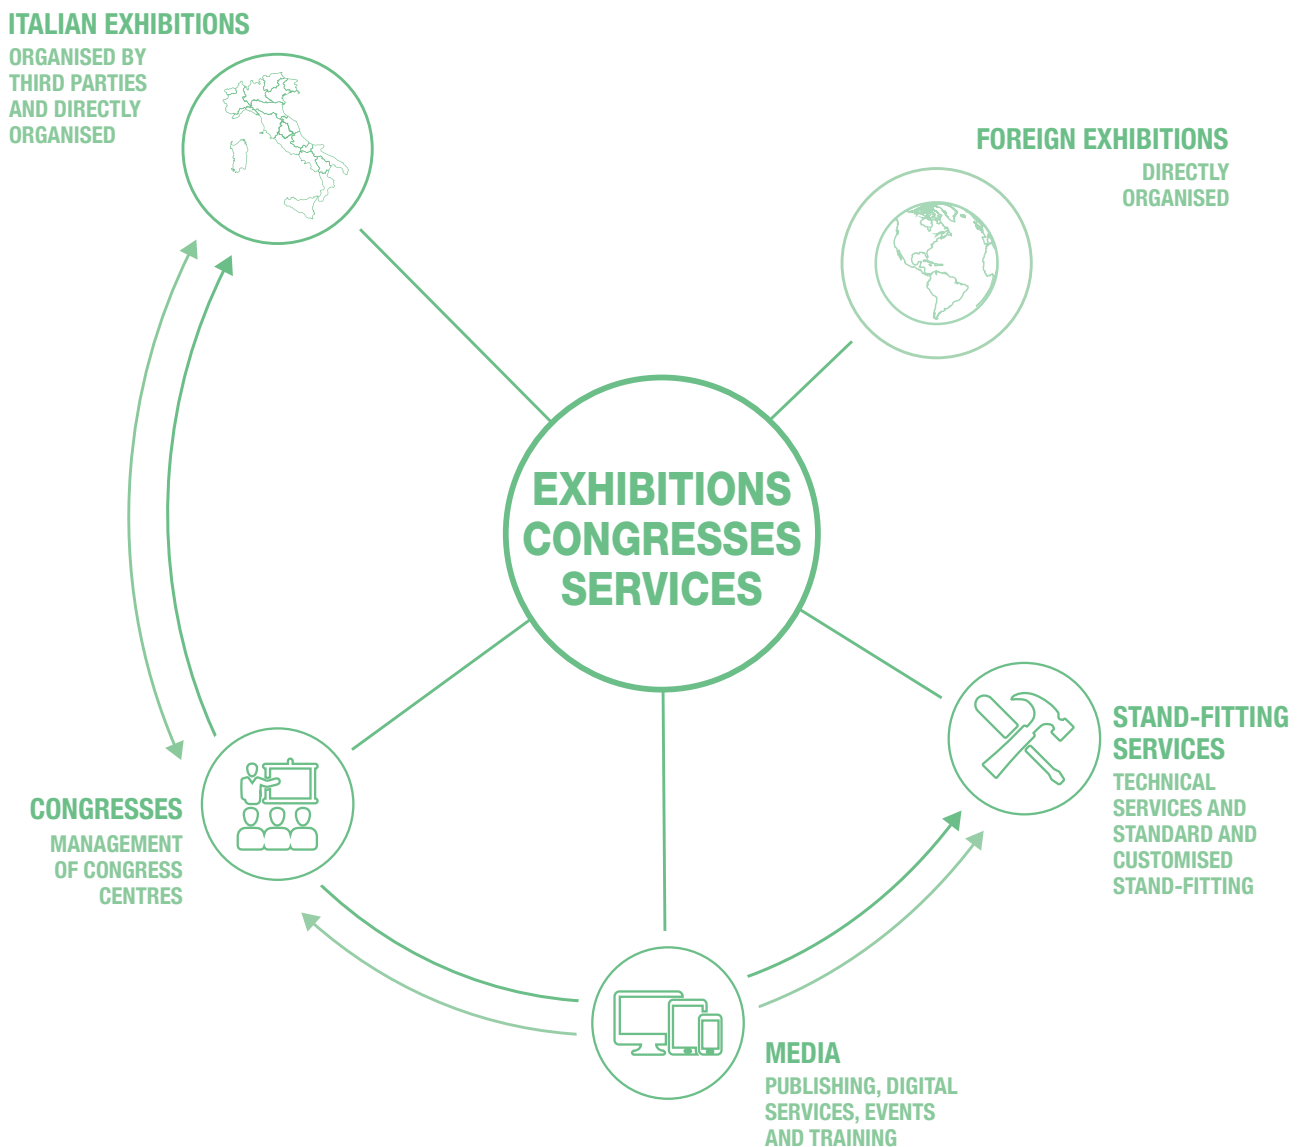 ITALIAN EXHIBITIONS
ORGANISED BY
THIRD PARTIES
AND DIRECTLY
ORGANISED
FOREIGN EXHIBITIONS
DIRECTLY
ORGANISED
EXHIBITIONS
CONGRESSES
SERVICES
STAND-FITTING
SERVICES
TECHNICAL
SERVICES AND
STANDARD AND
CUSTOMISED
STAND-FITTING
CONGRESSES
MANAGEMENT
OF CONGRESS
CENTRES
MEDIA
PUBLISHING, DIGITAL
SERVICES, EVENTS
AND TRAINING